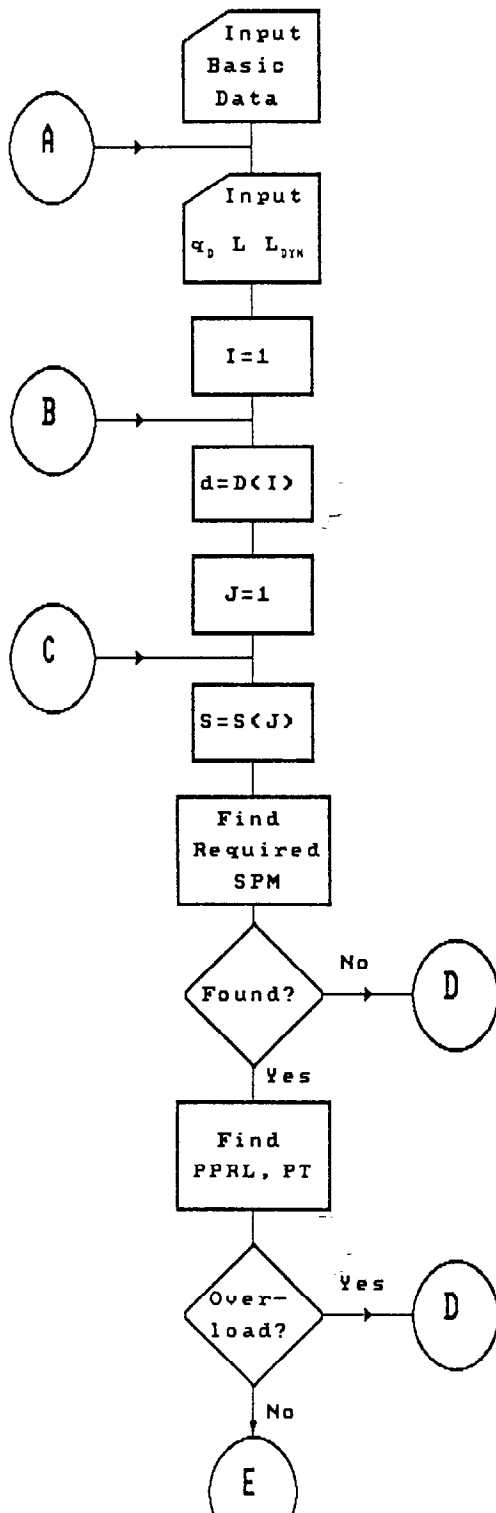 Input
Basic
Data
A
Input
q_D L L_DYN
I=1
B
d=D(I)
J=1
C
S=S(J)
Find
Required
SPM
Found?
No
D
Yes
Find
PPRL, PT
Over-
load?
Yes
D
No
E